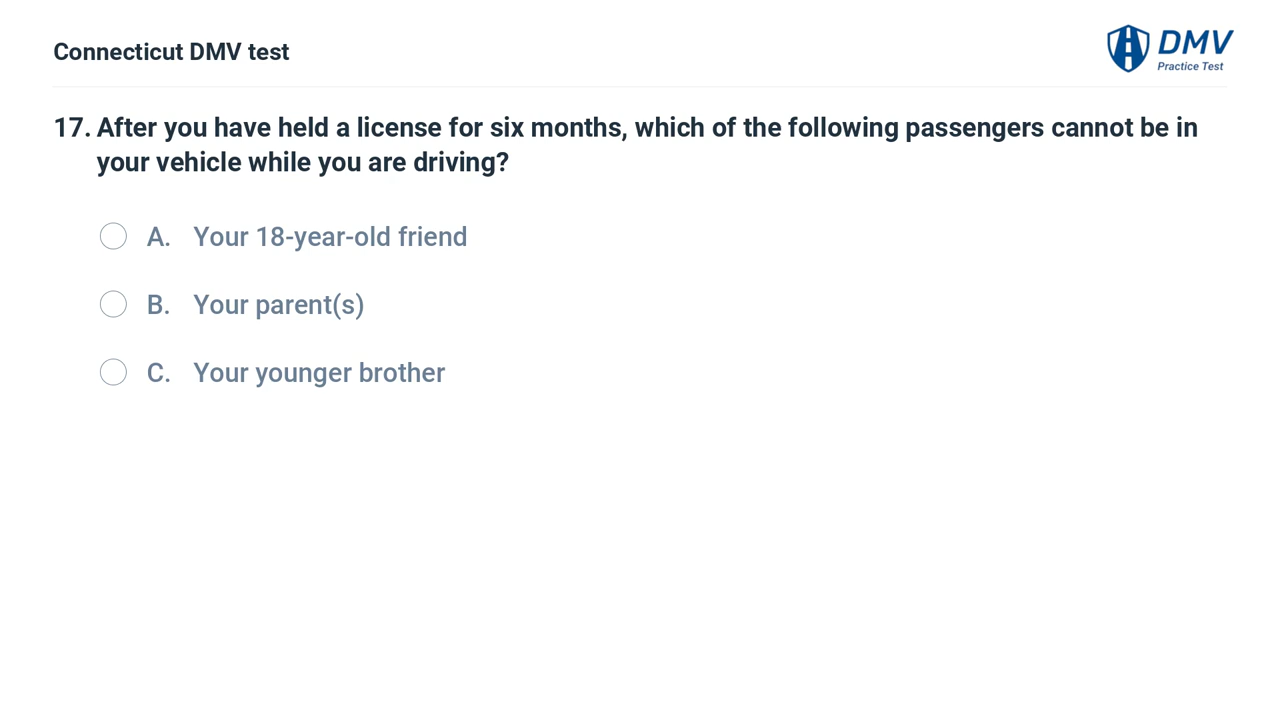 Connecticut DMV test
DMV
Practice Test
17. After you have held a license for six months, which of the following passengers cannot be in
your vehicle while you are driving?
A. Your 18-year-old friend
B. Your parent(s)
C. Your younger brother